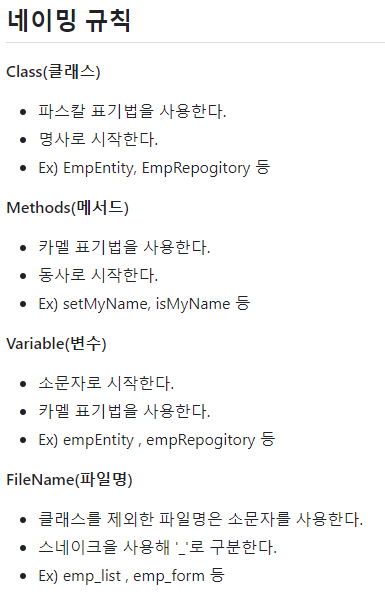 네이밍 규칙
Class(클래스)
• 파스칼 표기법을 사용한다.
• 명사로 시작한다.
• Ex) EmpEntity, EmpRepogitory 등
Methods(메서드)
• 카멜 표기법을 사용한다.
• 동사로 시작한다.
• Ex) setMyName, isMyName 등
Variable(변수)
• 소문자로 시작한다.
• 카멜 표기법을 사용한다.
• Ex) empEntity , empRepogitory 등
FileName(파일명)
• 클래스를 제외한 파일명은 소문자를 사용한다.
• 스네이크을 사용해 '_'로 구분한다.
• Ex) emp_list , emp_form 등